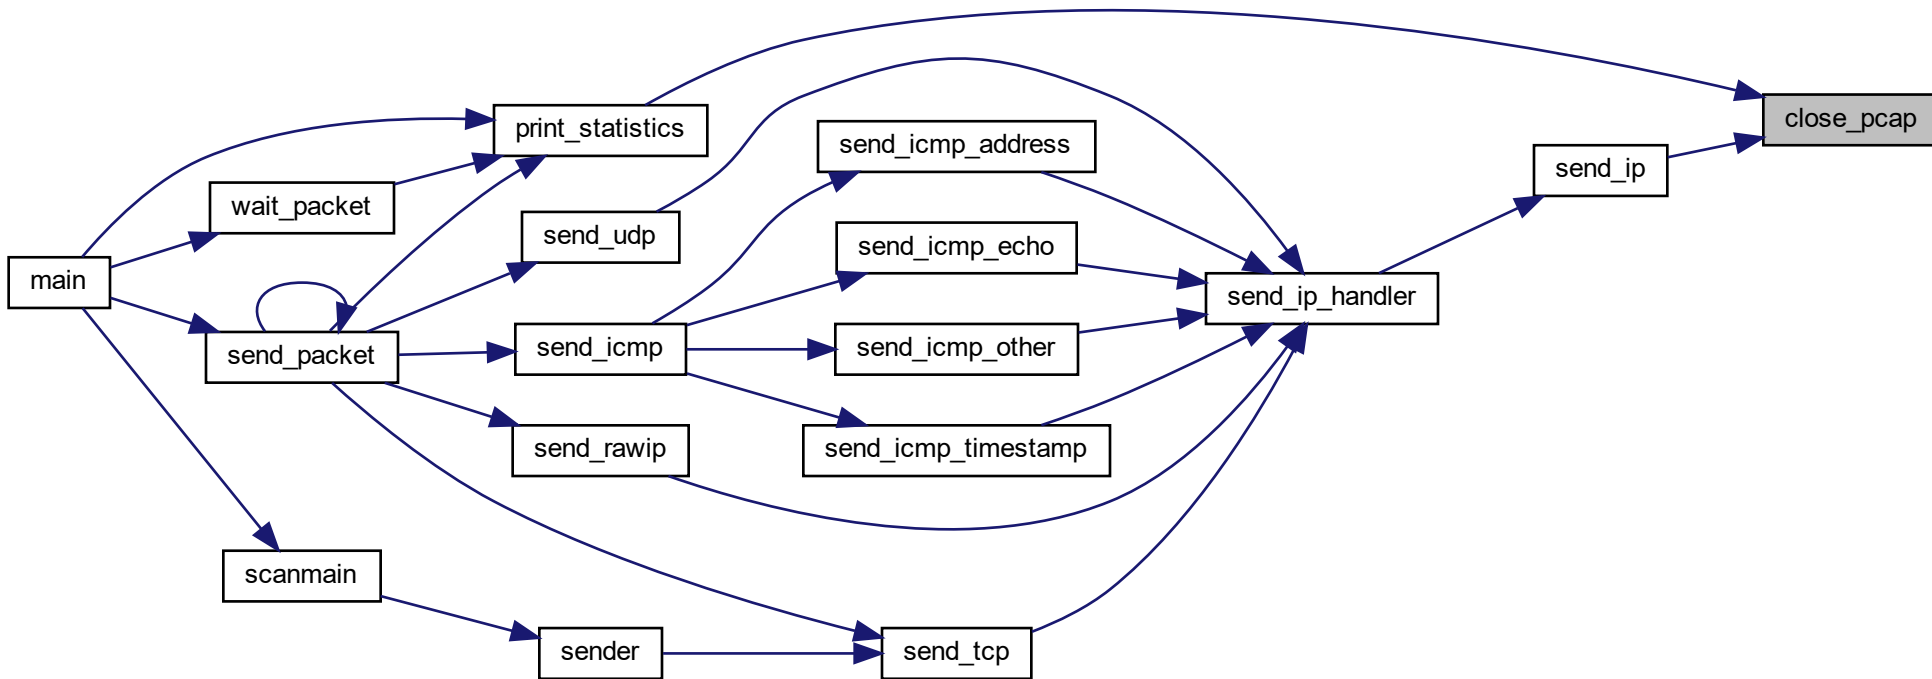 close_pcap
print_statistics
send_icmp_address
send_ip
wait_packet
send_udp
send_icmp_echo
main
send_ip_handler
send_packet
send_icmp
send_icmp_other
send_rawip
send_icmp_timestamp
scanmain
sender
send_tcp